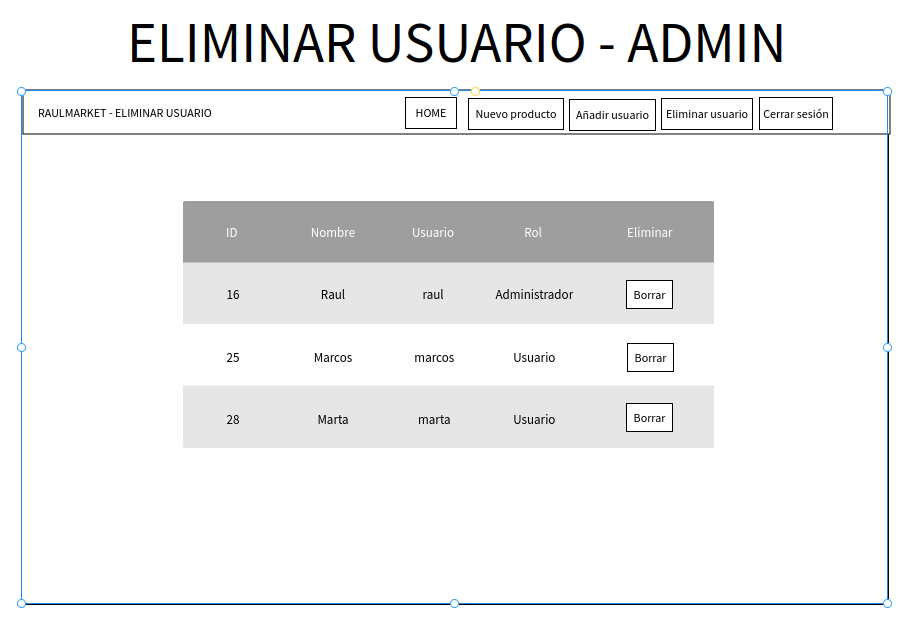 ELIMINAR USUARIO - ADMIN
RAULMARKET - ELIMINAR USUARIO HOME Nuevo producto Añadir usuario Eliminar usuario Cerrar sesión
ID Nombre Usuario Rol Eliminar
16 Raul raul Administrador Borrar
25 Marcos marcos Usuario Borrar
28 Marta marta Usuario Borrar